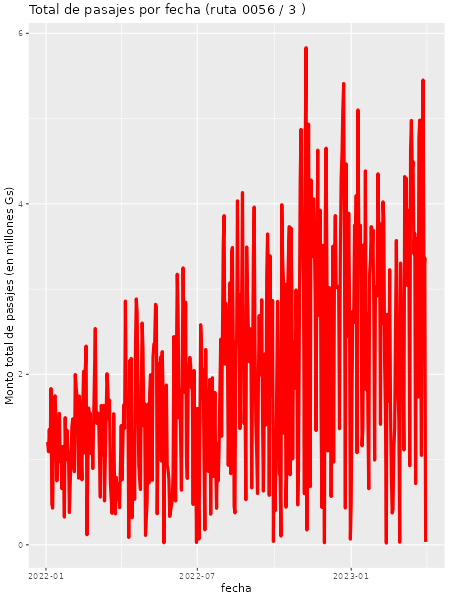 Total de pasajes por fecha (ruta 0056 / 3 )
Monto total de pasajes (en millones Gs)
6
4
2
0
2022-01
2022-07
2023-01
fecha